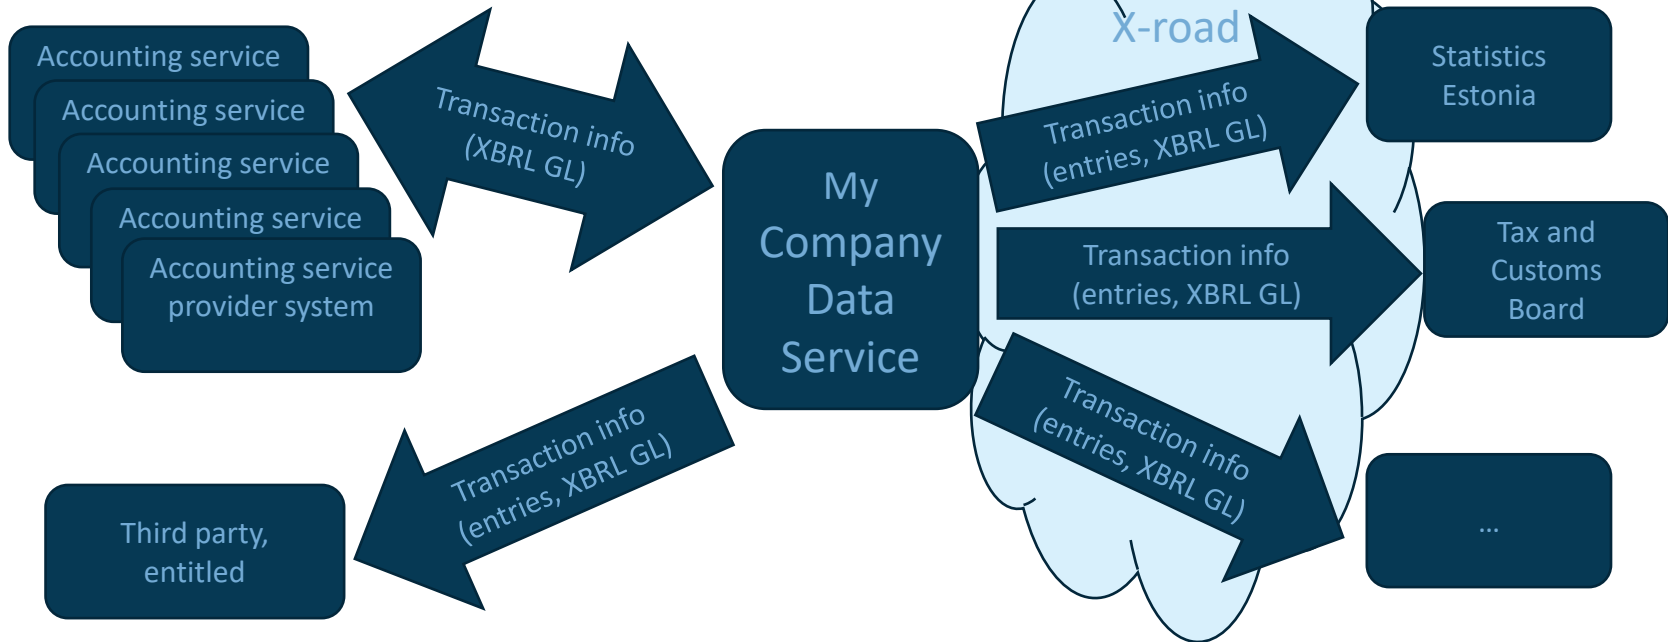 Accounting service
Accounting service
Accounting service
Accounting service
Accounting service
provider system
Transaction info
(XBRL GL)
My
Company
Data
Service
X-road
Transaction info
(entries, XBRL GL)
Statistics
Estonia
Transaction info
(entries, XBRL GL)
Tax and
Customs
Board
Transaction info
(entries, XBRL GL)
...
Transaction info
(entries, XBRL GL)
Third party,
entitled